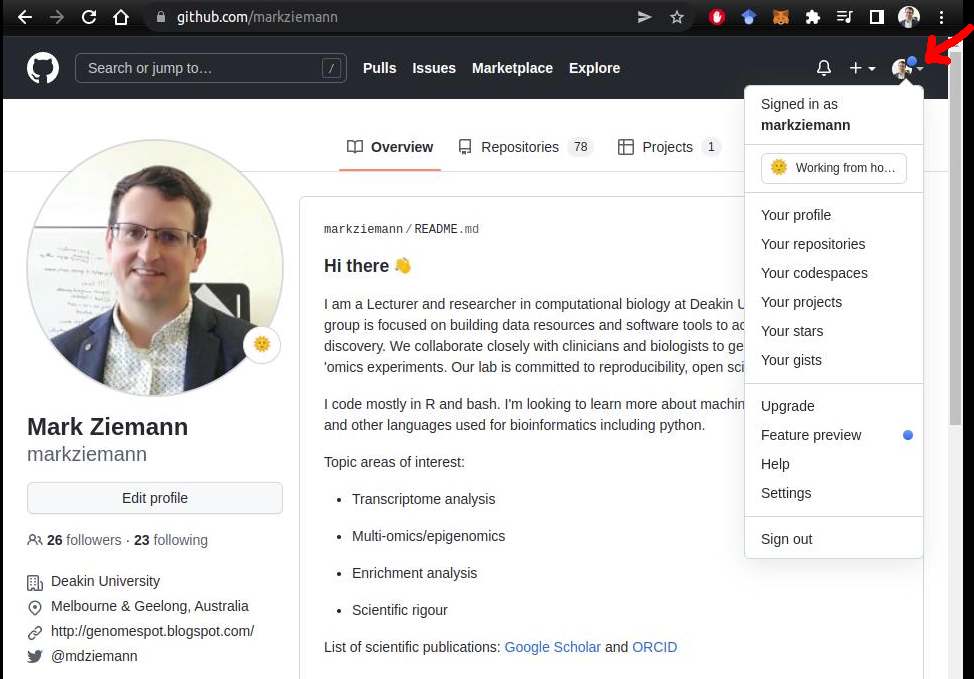 github.com/markziemann
Search or jump to…
/
Pulls Issues Marketplace Explore
Signed in as
markziemann
Working from ho…
Your profile
Your repositories
Your codespaces
Your projects
Your stars
Your gists
Upgrade
Feature preview
Help
Settings
Sign out
Overview Repositories 78 Projects 1
Mark Ziemann
markziemann
Edit profile
26 followers · 23 following
Deakin University
Melbourne & Geelong, Australia
http://genomespot.blogspot.com/
@mdziemann
markziemann/README.md
Hi there 👋
I am a Lecturer and researcher in computational biology at Deakin U
group is focused on building data resources and software tools to ac
discovery. We collaborate closely with clinicians and biologists to ge
'omics experiments. Our lab is committed to reproducibility, open sci
I code mostly in R and bash. I'm looking to learn more about machin
and other languages used for bioinformatics including python.
Topic areas of interest:
• Transcriptome analysis
• Multi-omics/epigenomics
• Enrichment analysis
• Scientific rigour
List of scientific publications: Google Scholar and ORCID